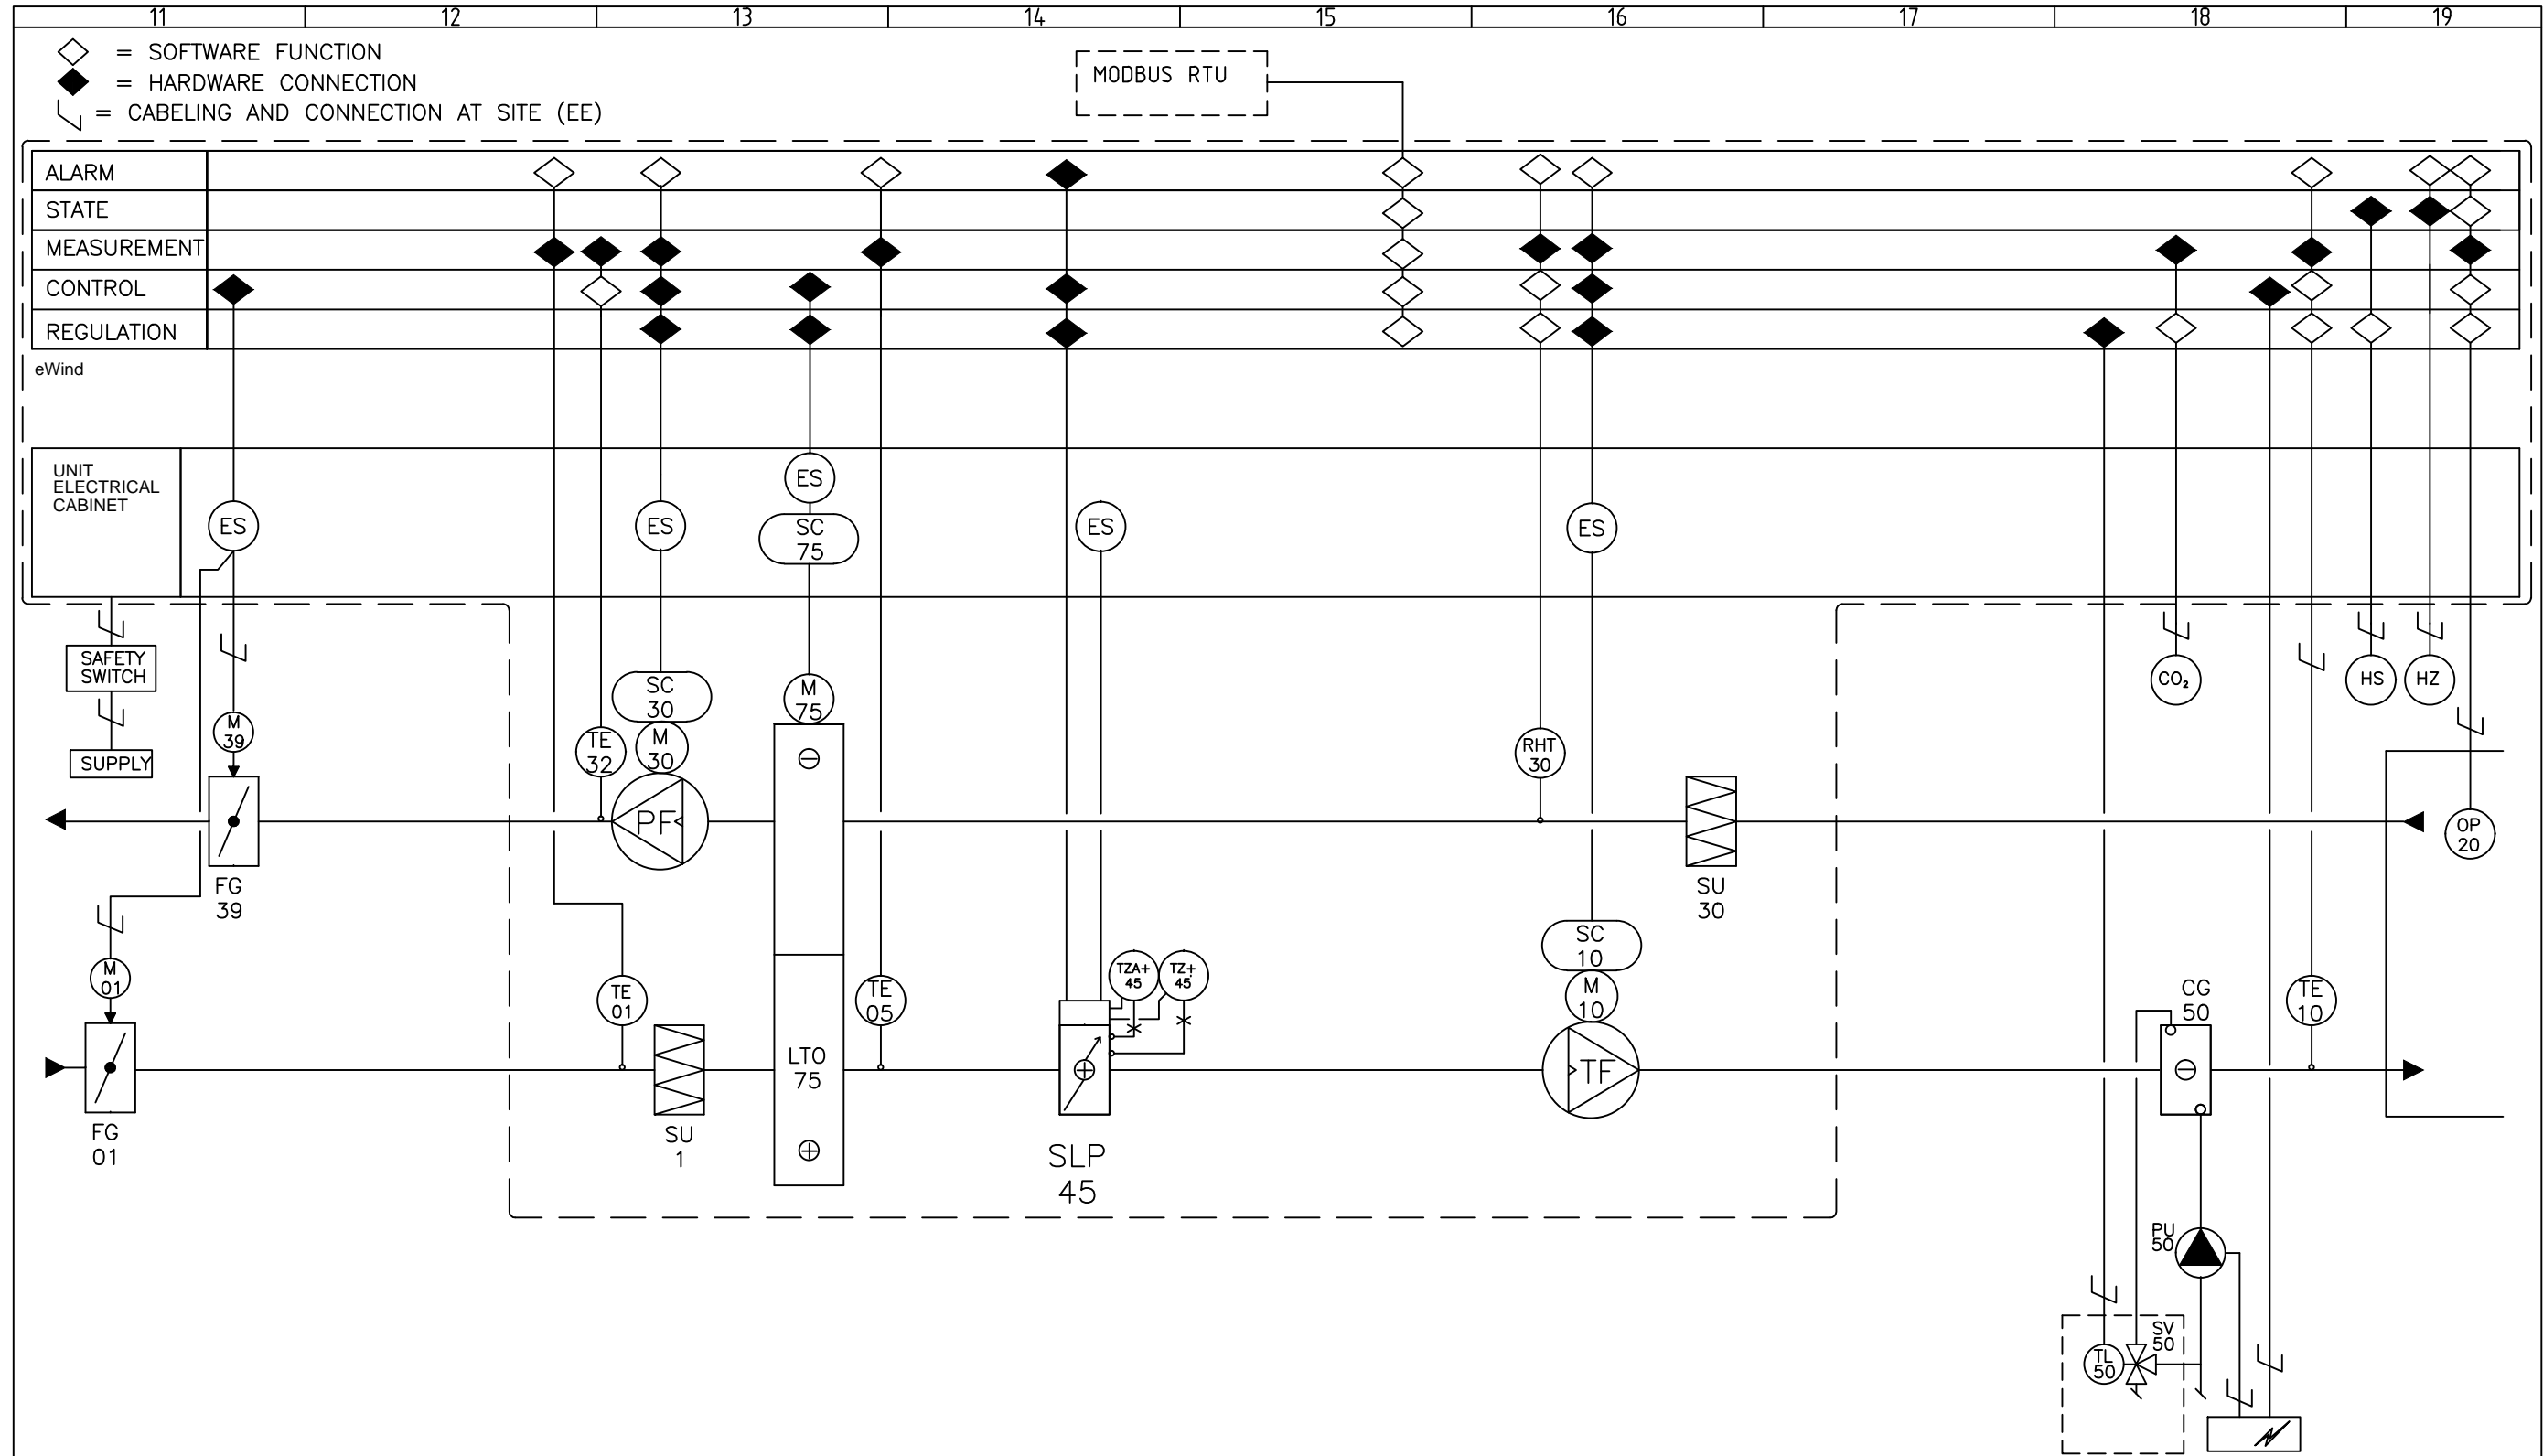 11 12 13 14 15 16 17 18 19
= SOFTWARE FUNCTION
= HARDWARE CONNECTION
= CABELING AND CONNECTION AT SITE (EE)
MODBUS RTU
ALARM
STATE
MEASUREMENT
CONTROL
REGULATION
eWind
UNIT
ELECTRICAL
CABINET
ES
ES
ES
SC
75
ES
ES
SAFETY
SWITCH
SUPPLY
M
39
FG
39
M
01
FG
01
TE
32
SC
30
M
30
PF
M
75
TE
01
SU
1
LTO
75
TE
05
TZA+
45
TZ+
45
SLP
45
RHT
30
SC
10
M
10
TF
SU
30
CO₂
HS
HZ
OP
20
CG
50
TE
10
PU
50
SV
50
TL
50